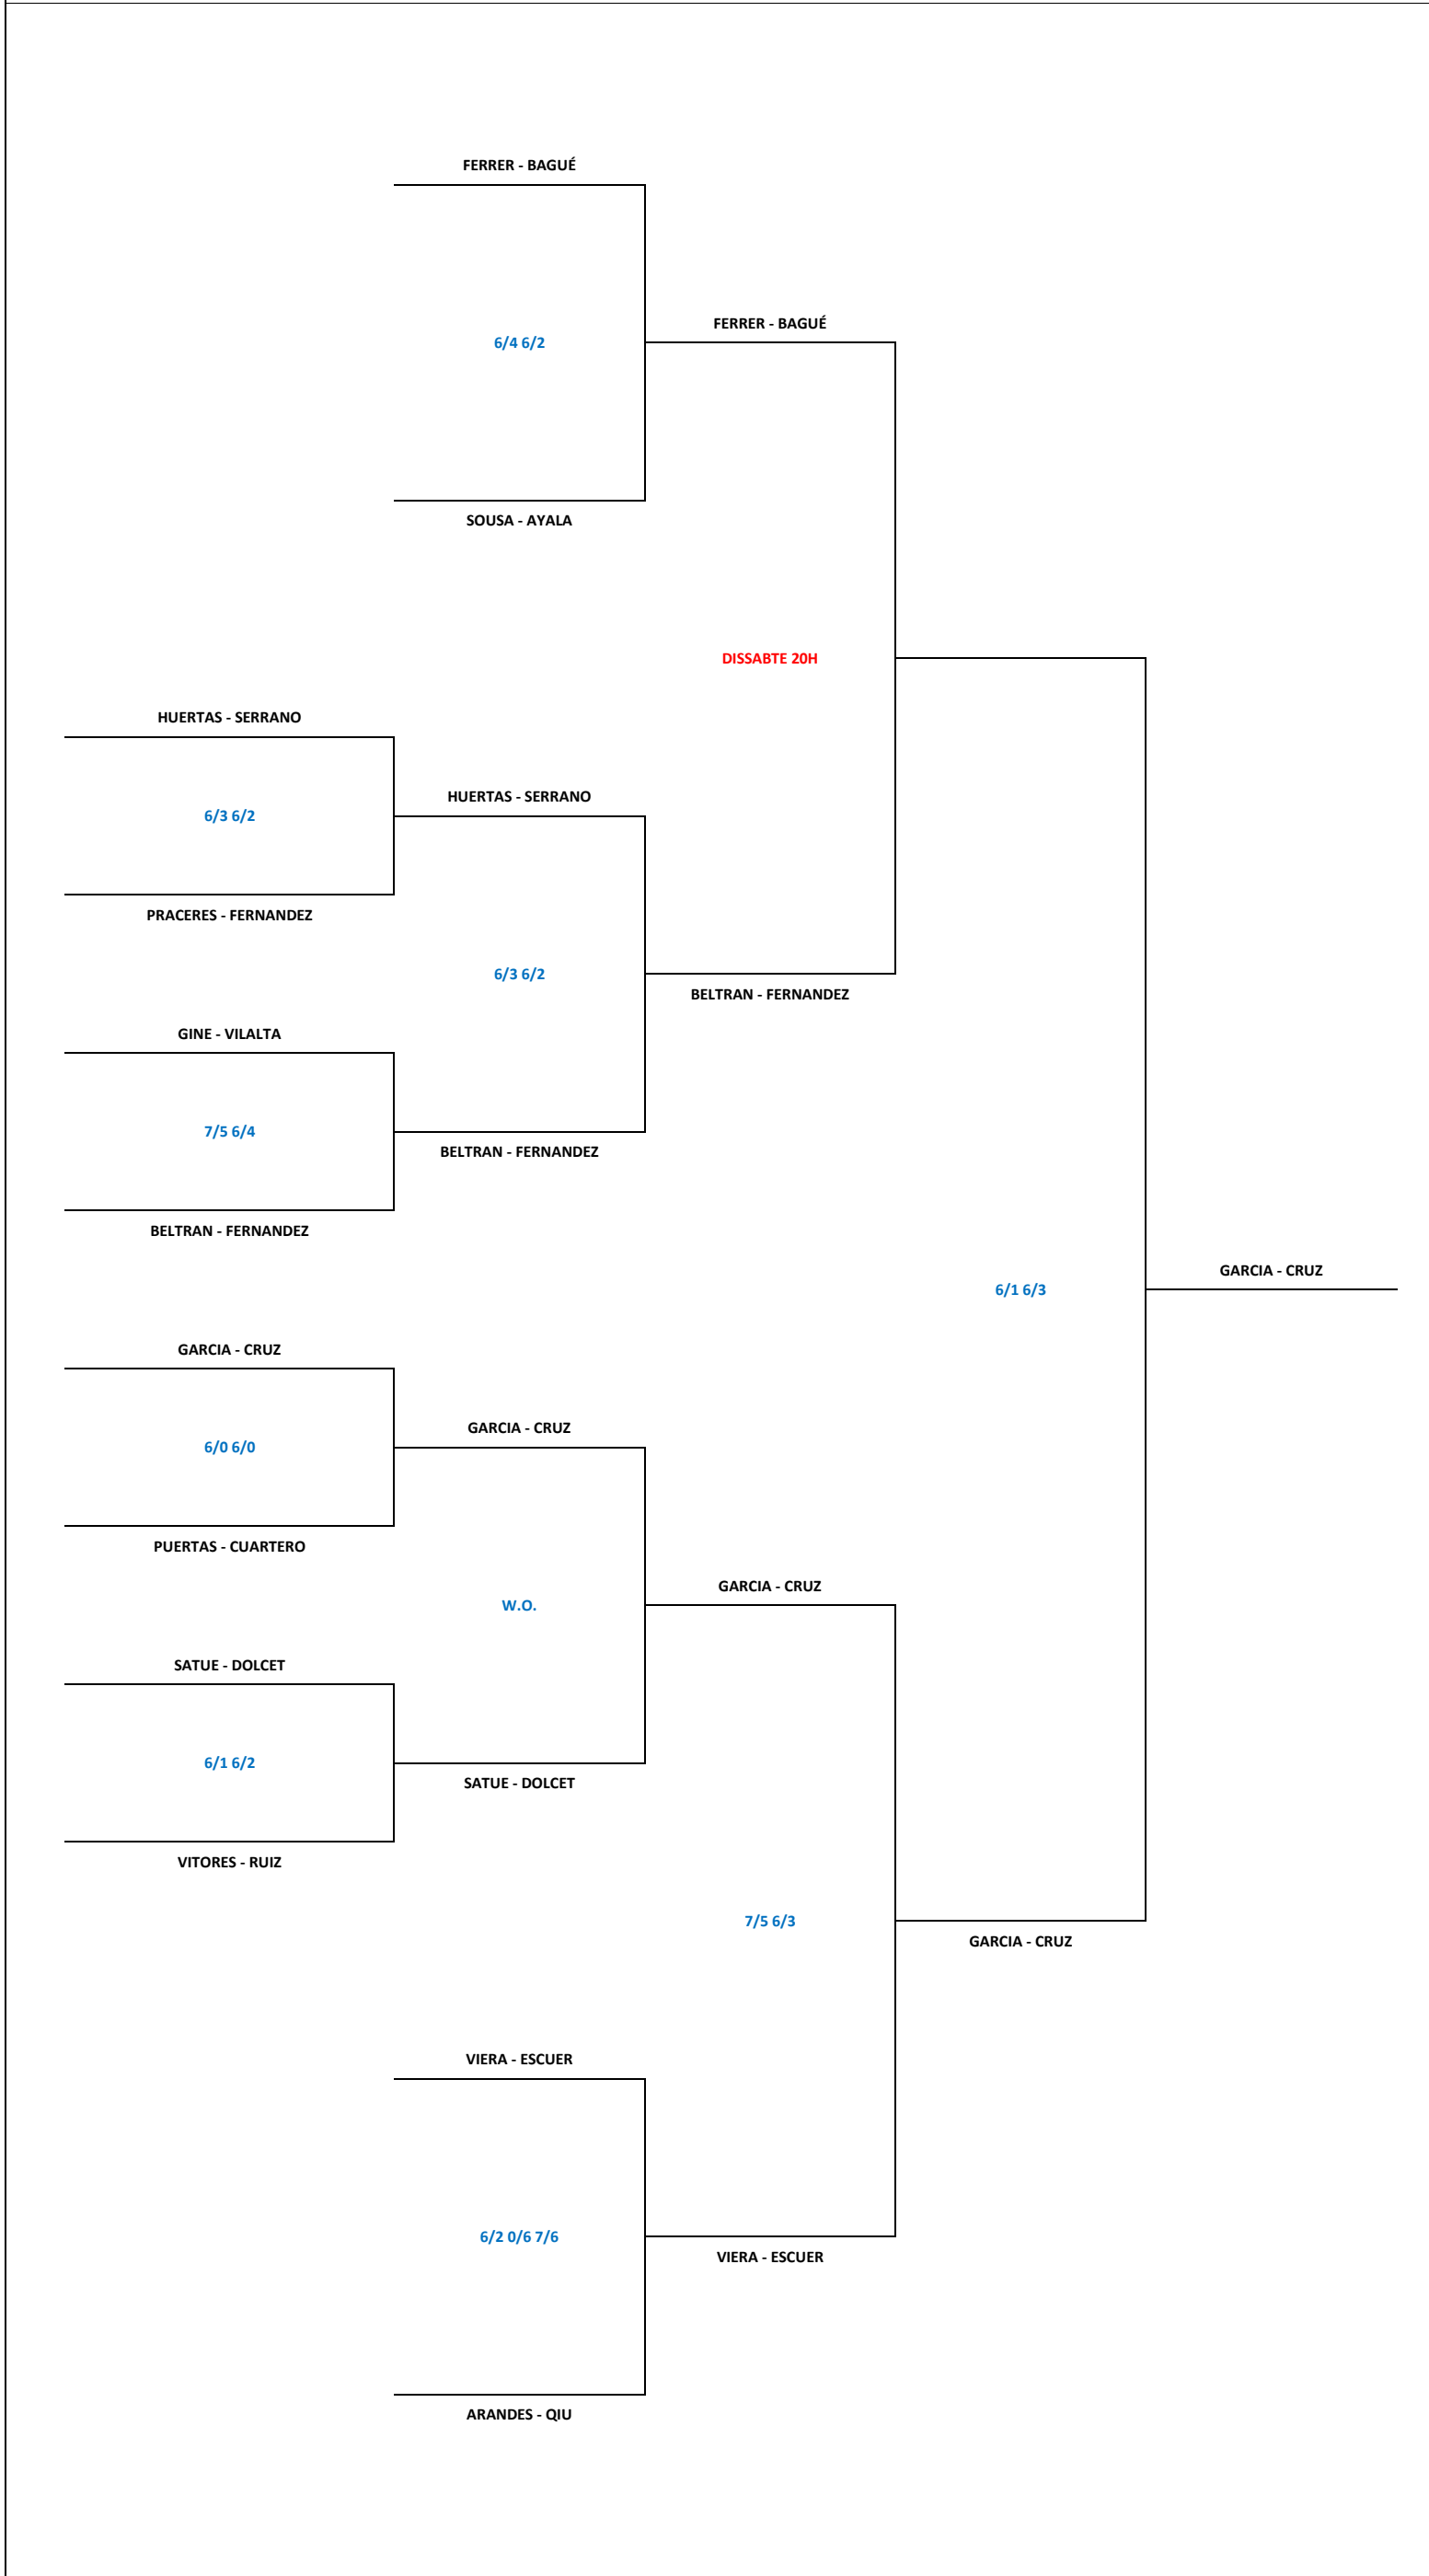 FERRER - BAGUÉ
FERRER - BAGUÉ
6/4 6/2
SOUSA - AYALA
DISSABTE 20H
HUERTAS - SERRANO
HUERTAS - SERRANO
6/3 6/2
PRACERES - FERNANDEZ
6/3 6/2
BELTRAN - FERNANDEZ
GINE - VILALTA
7/5 6/4
BELTRAN - FERNANDEZ
BELTRAN - FERNANDEZ
GARCIA - CRUZ
6/1 6/3
GARCIA - CRUZ
GARCIA - CRUZ
6/0 6/0
PUERTAS - CUARTERO
GARCIA - CRUZ
W.O.
SATUE - DOLCET
6/1 6/2
SATUE - DOLCET
VITORES - RUIZ
7/5 6/3
GARCIA - CRUZ
VIERA - ESCUER
6/2 0/6 7/6
VIERA - ESCUER
ARANDES - QIU